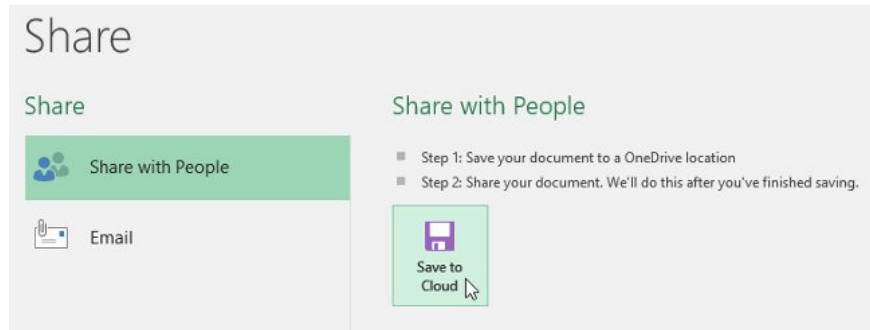 Share
Share
Share with People
Email
Share with People
Step 1: Save your document to a OneDrive location
Step 2: Share your document. We'll do this after you've finished saving.
Save to
Cloud